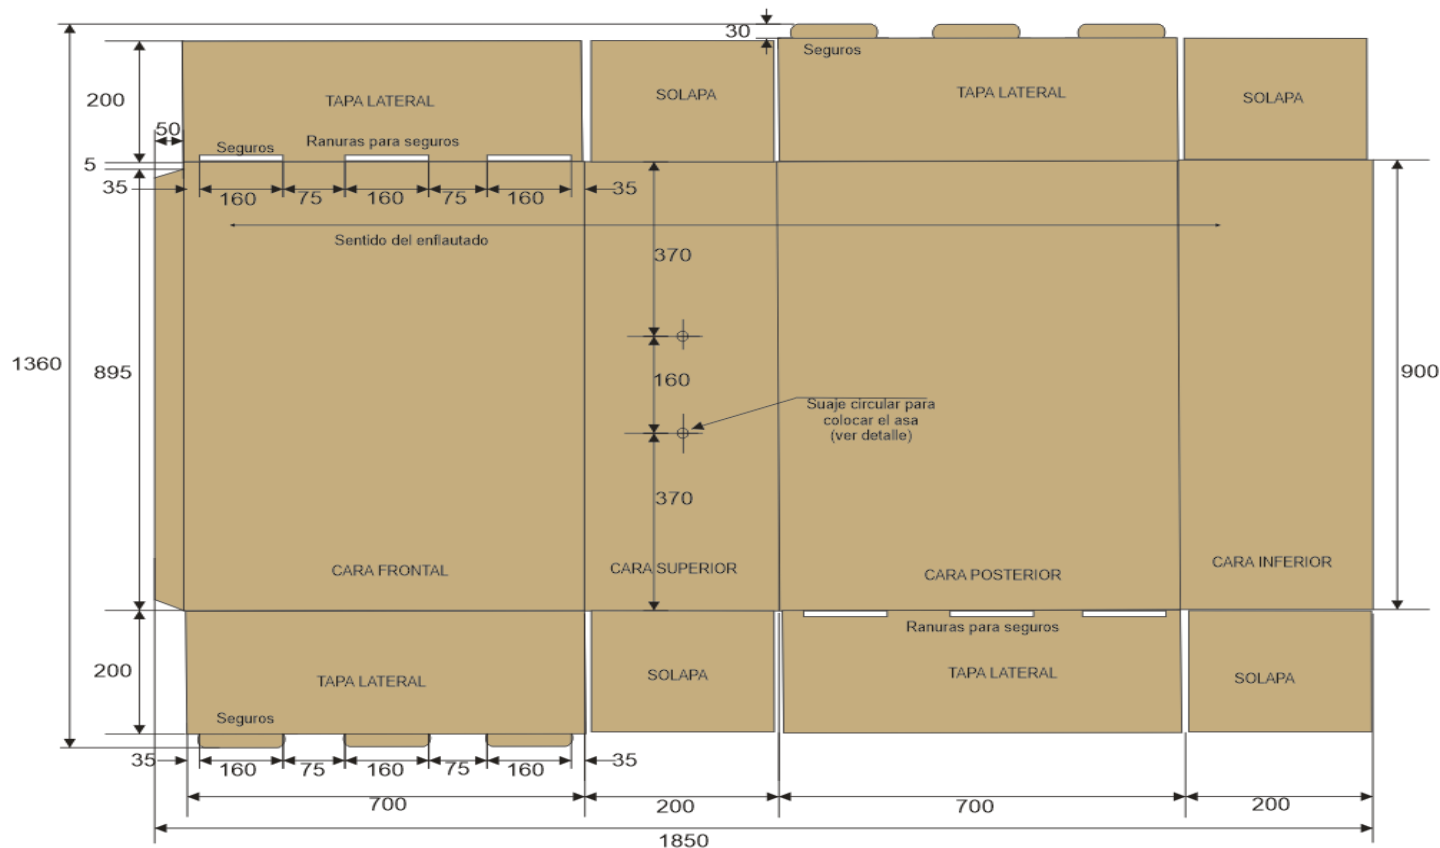 30
Seguros
200
TAPA LATERAL
SOLAPA
TAPA LATERAL
SOLAPA
50
Seguros
Ranuras para seguros
5
35
160
75
160
75
160
35
Sentido del enflautado
370
1360
895
160
900
Suaje circular para
colocar el asa
(ver detalle)
370
CARA FRONTAL
CARA SUPERIOR
CARA POSTERIOR
CARA INFERIOR
Ranuras para seguros
200
TAPA LATERAL
SOLAPA
TAPA LATERAL
SOLAPA
Seguros
35
160
75
160
75
160
35
700
200
700
200
1850